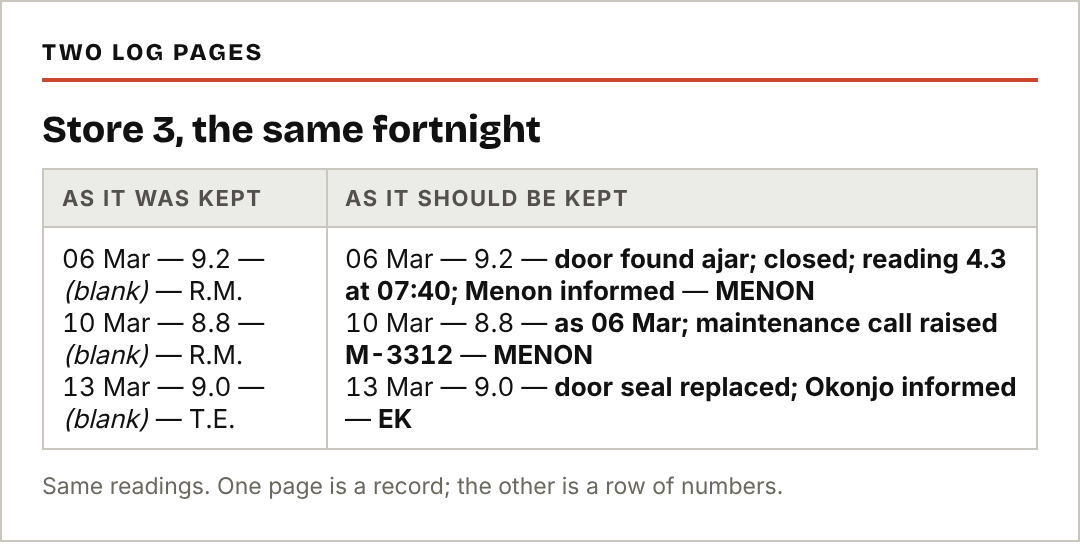 TWO LOG PAGES
Store 3, the same fortnight
AS IT WAS KEPT
AS IT SHOULD BE KEPT
06 Mar — 9.2 —
(blank) — R.M.
10 Mar — 8.8 —
(blank) — R.M.
13 Mar — 9.0 —
(blank) — T.E.
06 Mar — 9.2 — door found ajar; closed; reading 4.3
at 07:40; Menon informed — MENON
10 Mar — 8.8 — as 06 Mar; maintenance call raised
M-3312 — MENON
13 Mar — 9.0 — door seal replaced; Okonjo informed
— EK
Same readings. One page is a record; the other is a row of numbers.